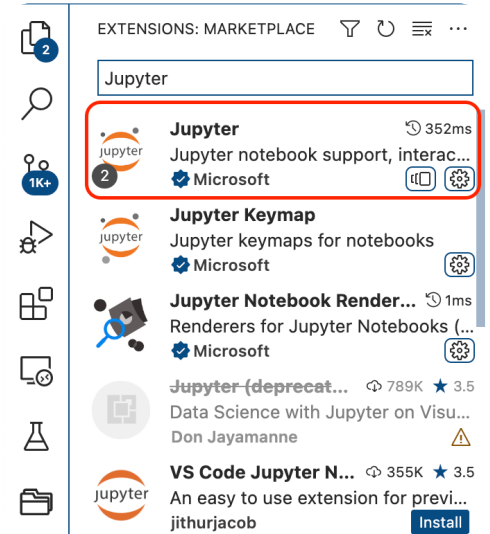 EXTENSIONS: MARKETPLACE
2
Jupyter
1K+
Jupyter 352ms
jupyter
Jupyter notebook support, interac...
2
Microsoft
Jupyter Keymap
jupyter
Jupyter keymaps for notebooks
Microsoft
Jupyter Notebook Render... 1ms
Renderers for Jupyter Notebooks (...
Microsoft
Jupyter (deprecat... 789K ★ 3.5
Data Science with Jupyter on Visu...
Don Jayamanne
VS Code Jupyter N... 355K ★ 3.5
jupyter
An easy to use extension for previ...
jithurjacob Install